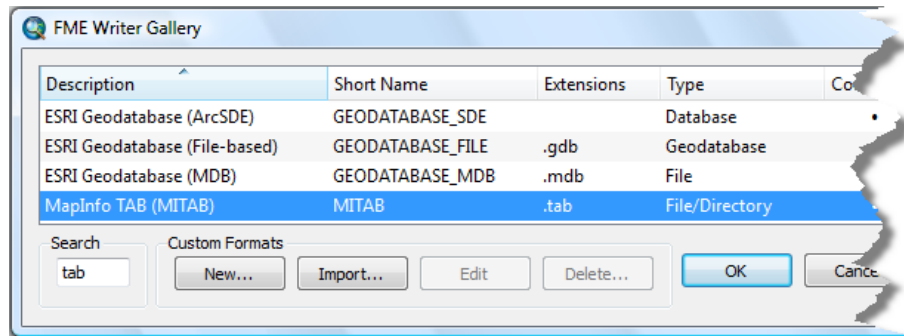 FME Writer Gallery
Description Short Name Extensions Type
ESRI Geodatabase (ArcSDE) GEODATABASE_SDE Database
ESRI Geodatabase (File-based) GEODATABASE_FILE .gdb Geodatabase
ESRI Geodatabase (MDB) GEODATABASE_MDB .mdb File
MapInfo TAB (MITAB) MITAB .tab File/Directory
Search Custom Formats
tab New... Import... Edit Delete... OK Cance